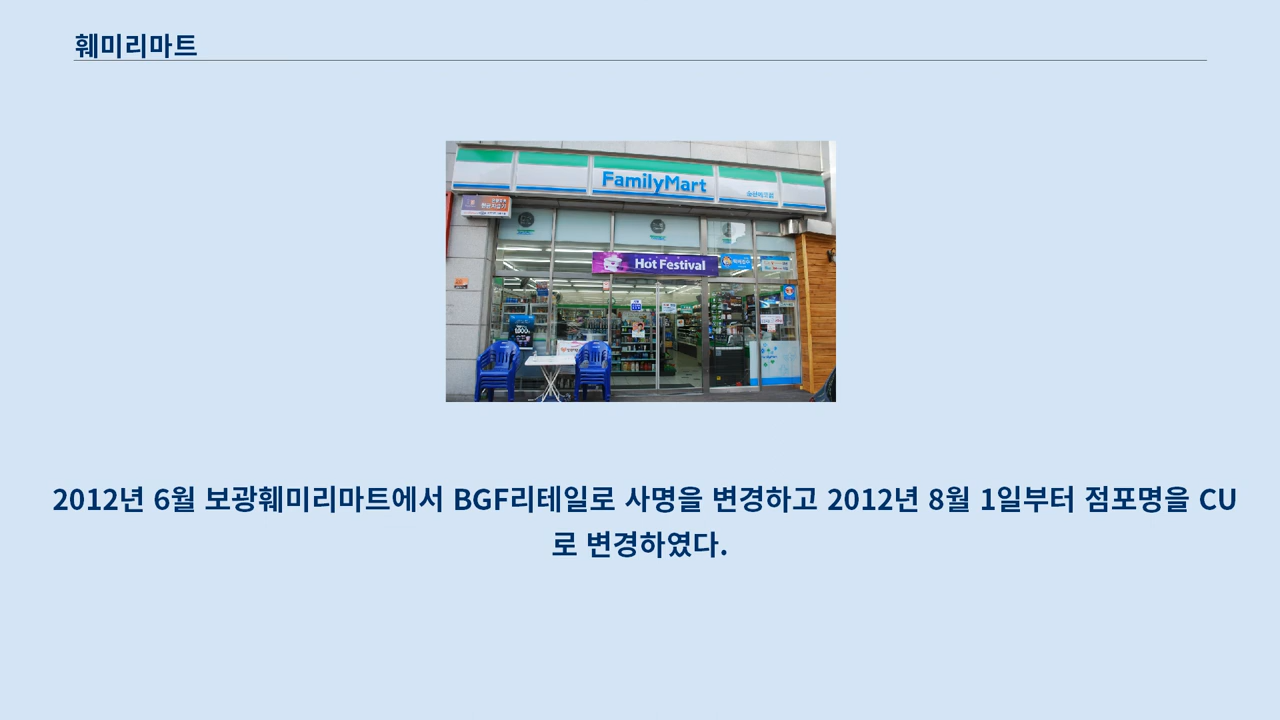 훼미리마트
FamilyMart
Hot Festival
2012년 6월 보광훼미리마트에서 BGF리테일로 사명을 변경하고 2012년 8월 1일부터 점포명을 CU
로 변경하였다.